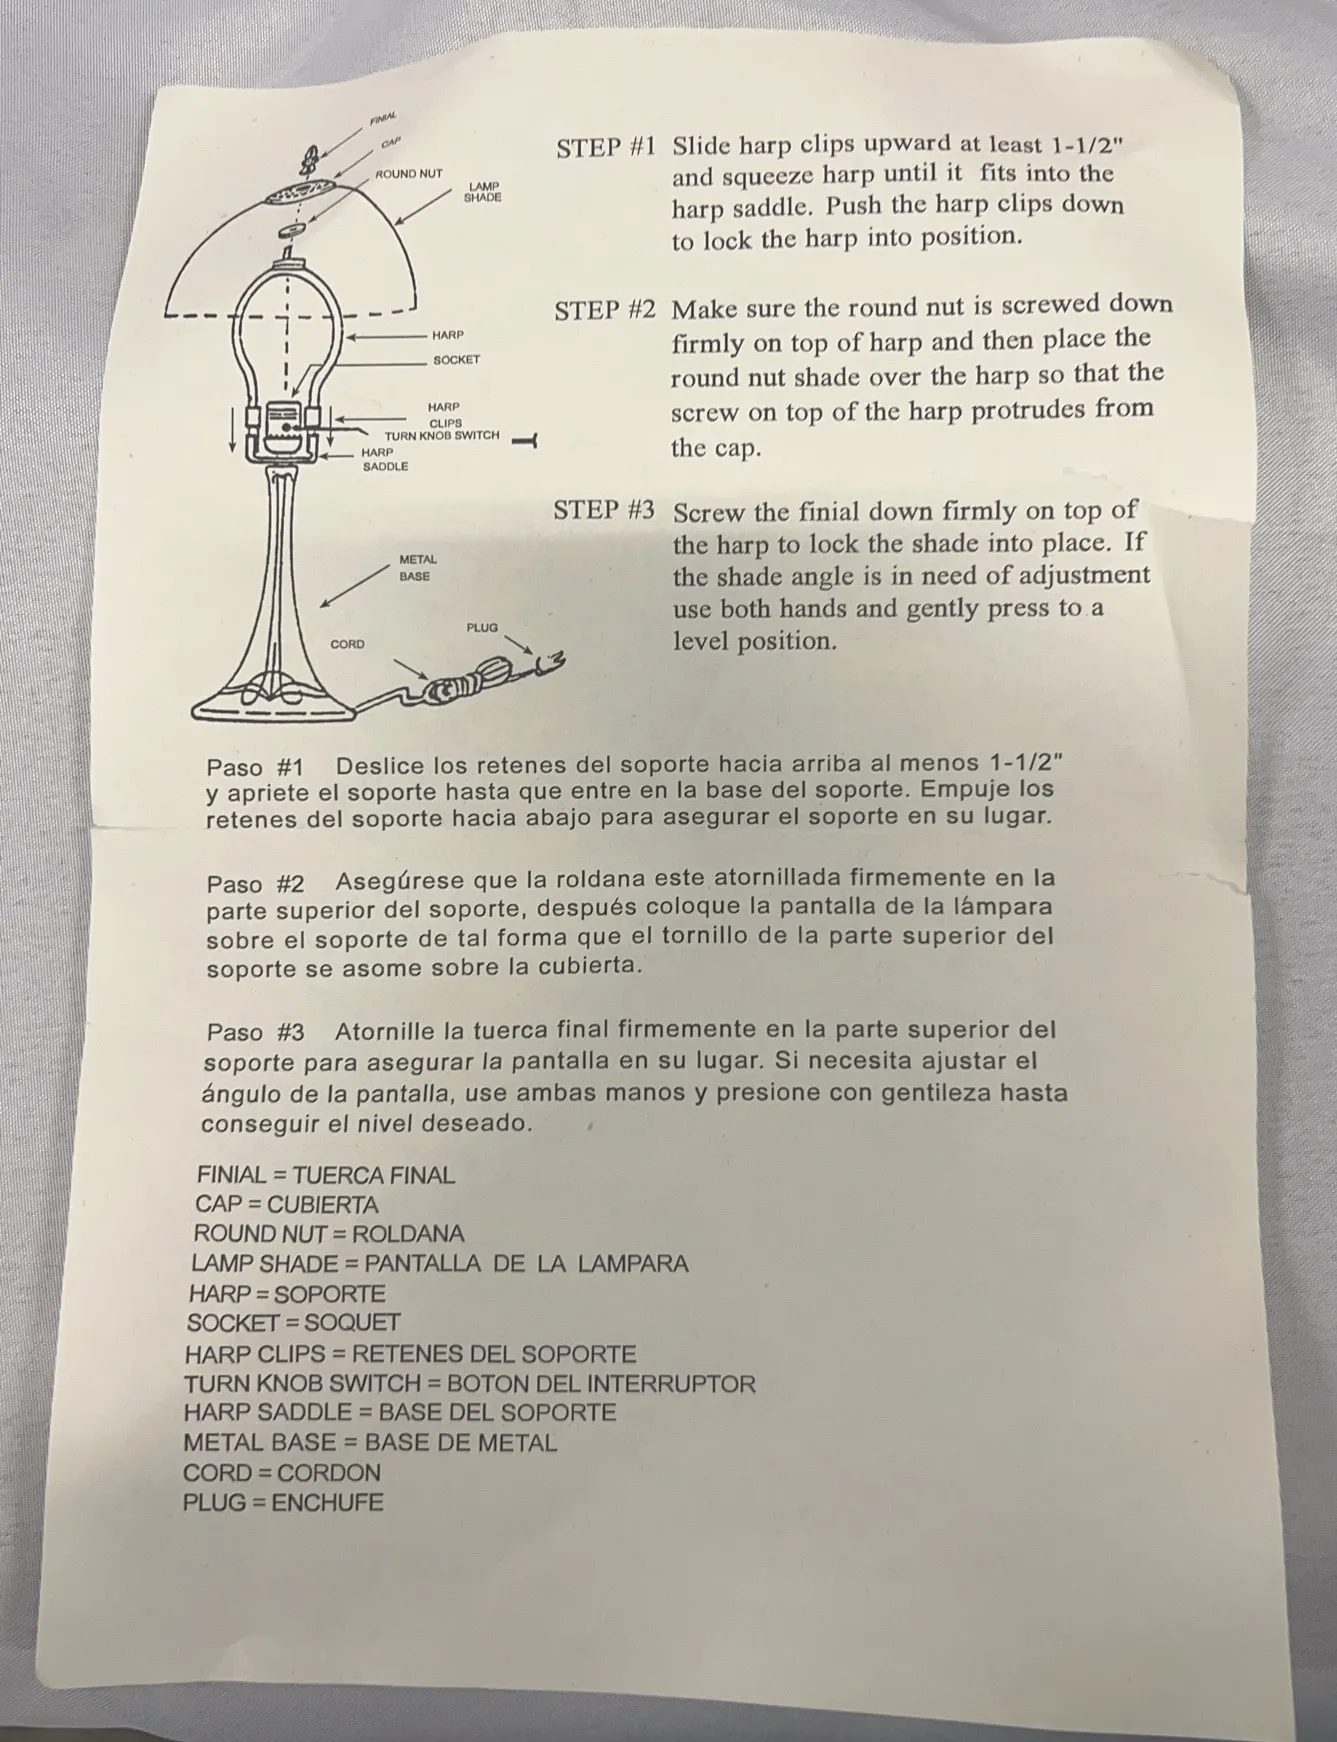 FINIAL
CAP
ROUND NUT
LAMP
SHADE
HARP
SOCKET
HARP
CLIPS
TURN KNOB SWITCH
HARP
SADDLE
METAL
BASE
CORD
PLUG
STEP #1 Slide harp clips upward at least 1-1/2"
and squeeze harp until it fits into the
harp saddle. Push the harp clips down
to lock the harp into position.
STEP #2 Make sure the round nut is screwed down
firmly on top of harp and then place the
round nut shade over the harp so that the
screw on top of the harp protrudes from
the cap.
STEP #3 Screw the finial down firmly on top of
the harp to lock the shade into place. If
the shade angle is in need of adjustment
use both hands and gently press to a
level position.
Paso #1 Deslice los retenes del soporte hacia arriba al menos 1-1/2"
y apriete el soporte hasta que entre en la base del soporte. Empuje los
retenes del soporte hacia abajo para asegurar el soporte en su lugar.
Paso #2 Asegúrese que la roldana este atornillada firmemente en la
parte superior del soporte, después coloque la pantalla de la lámpara
sobre el soporte de tal forma que el tornillo de la parte superior del
soporte se asome sobre la cubierta.
Paso #3 Atornille la tuerca final firmemente en la parte superior del
soporte para asegurar la pantalla en su lugar. Si necesita ajustar el
ángulo de la pantalla, use ambas manos y presione con gentileza hasta
conseguir el nivel deseado.
FINIAL = TUERCA FINAL
CAP = CUBIERTA
ROUND NUT = ROLDANA
LAMP SHADE = PANTALLA DE LA LAMPARA
HARP = SOPORTE
SOCKET = SOQUET
HARP CLIPS = RETENES DEL SOPORTE
TURN KNOB SWITCH = BOTON DEL INTERRUPTOR
HARP SADDLE = BASE DEL SOPORTE
METAL BASE = BASE DE METAL
CORD = CORDON
PLUG = ENCHUFE